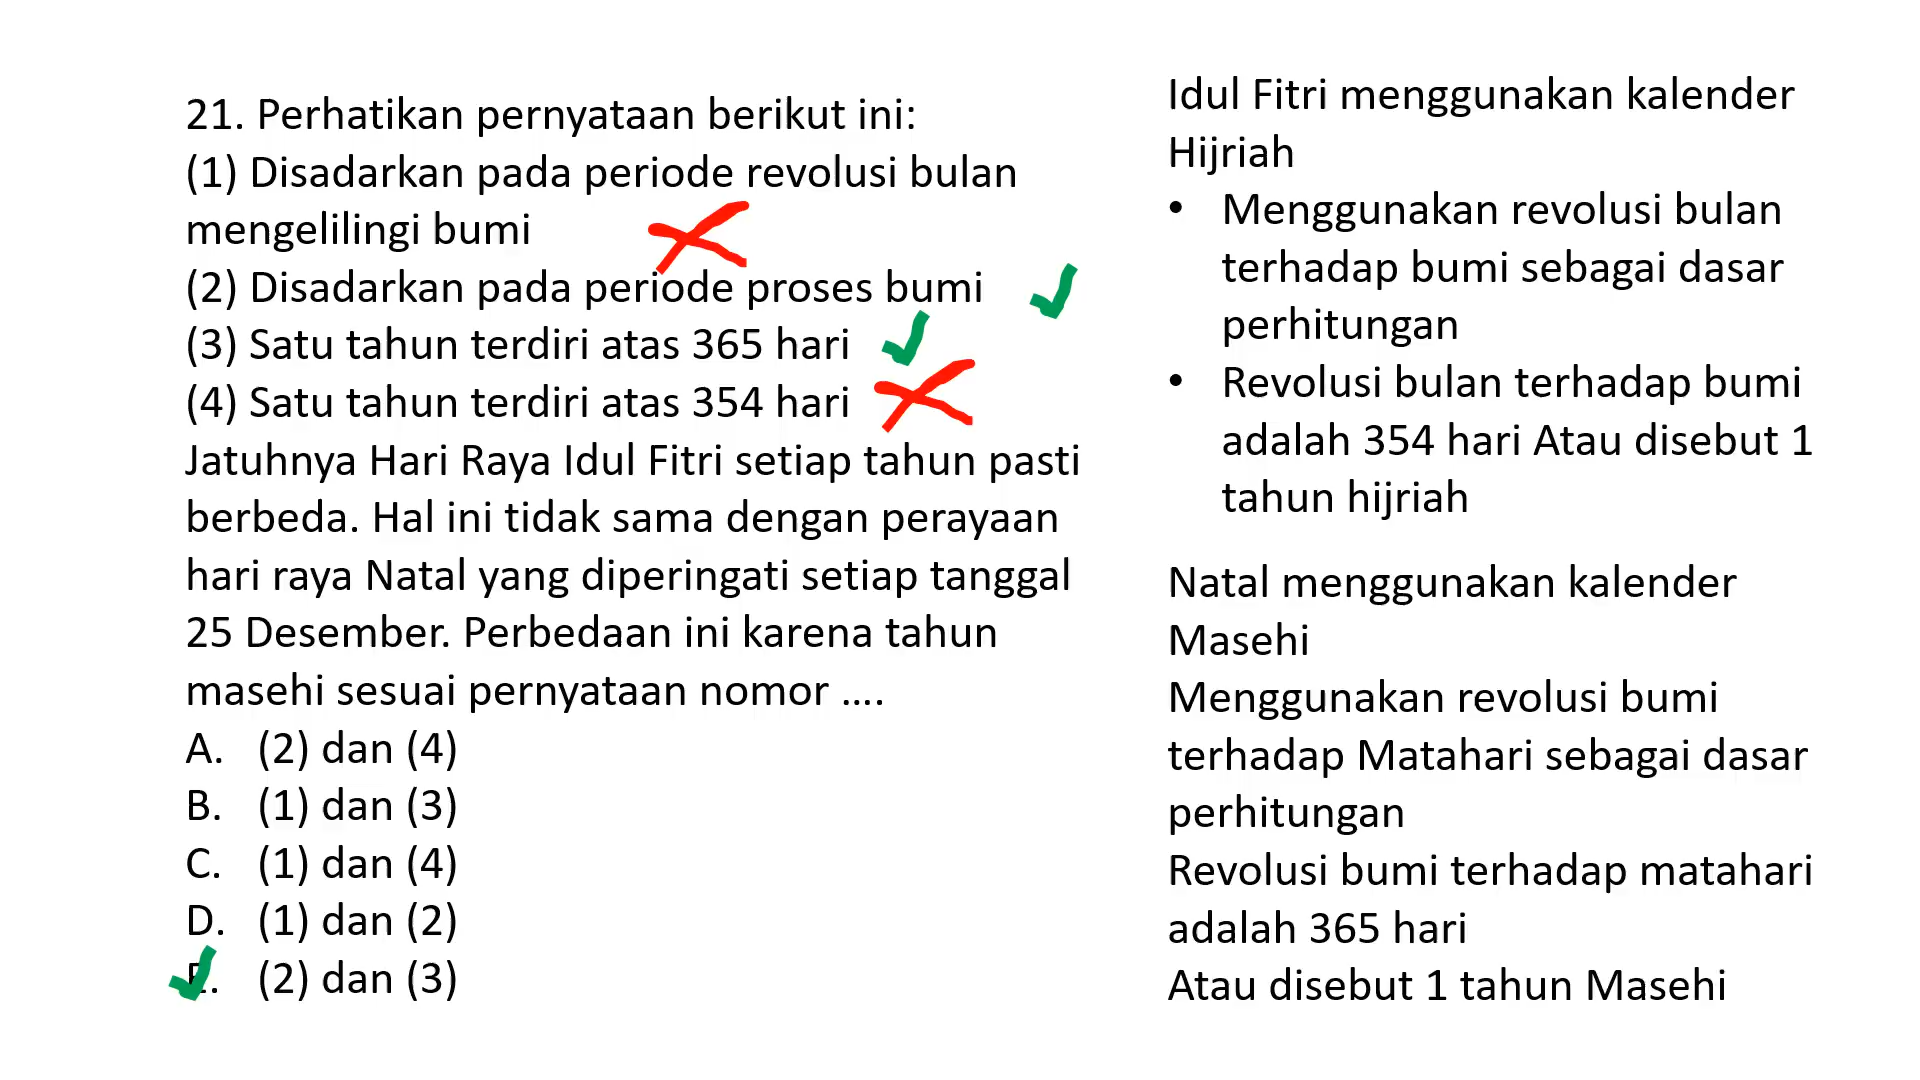 21. Perhatikan pernyataan berikut ini:
(1) Disadarkan pada periode revolusi bulan
mengelilingi bumi
(2) Disadarkan pada periode proses bumi
(3) Satu tahun terdiri atas 365 hari
(4) Satu tahun terdiri atas 354 hari
Jatuhnya Hari Raya Idul Fitri setiap tahun pasti
berbeda. Hal ini tidak sama dengan perayaan
hari raya Natal yang diperingati setiap tanggal
25 Desember. Perbedaan ini karena tahun
masehi sesuai pernyataan nomor ....
A. (2) dan (4)
B. (1) dan (3)
C. (1) dan (4)
D. (1) dan (2)
E. (2) dan (3)
Idul Fitri menggunakan kalender
Hijriah
• Menggunakan revolusi bulan
terhadap bumi sebagai dasar
perhitungan
• Revolusi bulan terhadap bumi
adalah 354 hari Atau disebut 1
tahun hijriah
Natal menggunakan kalender
Masehi
Menggunakan revolusi bumi
terhadap Matahari sebagai dasar
perhitungan
Revolusi bumi terhadap matahari
adalah 365 hari
Atau disebut 1 tahun Masehi